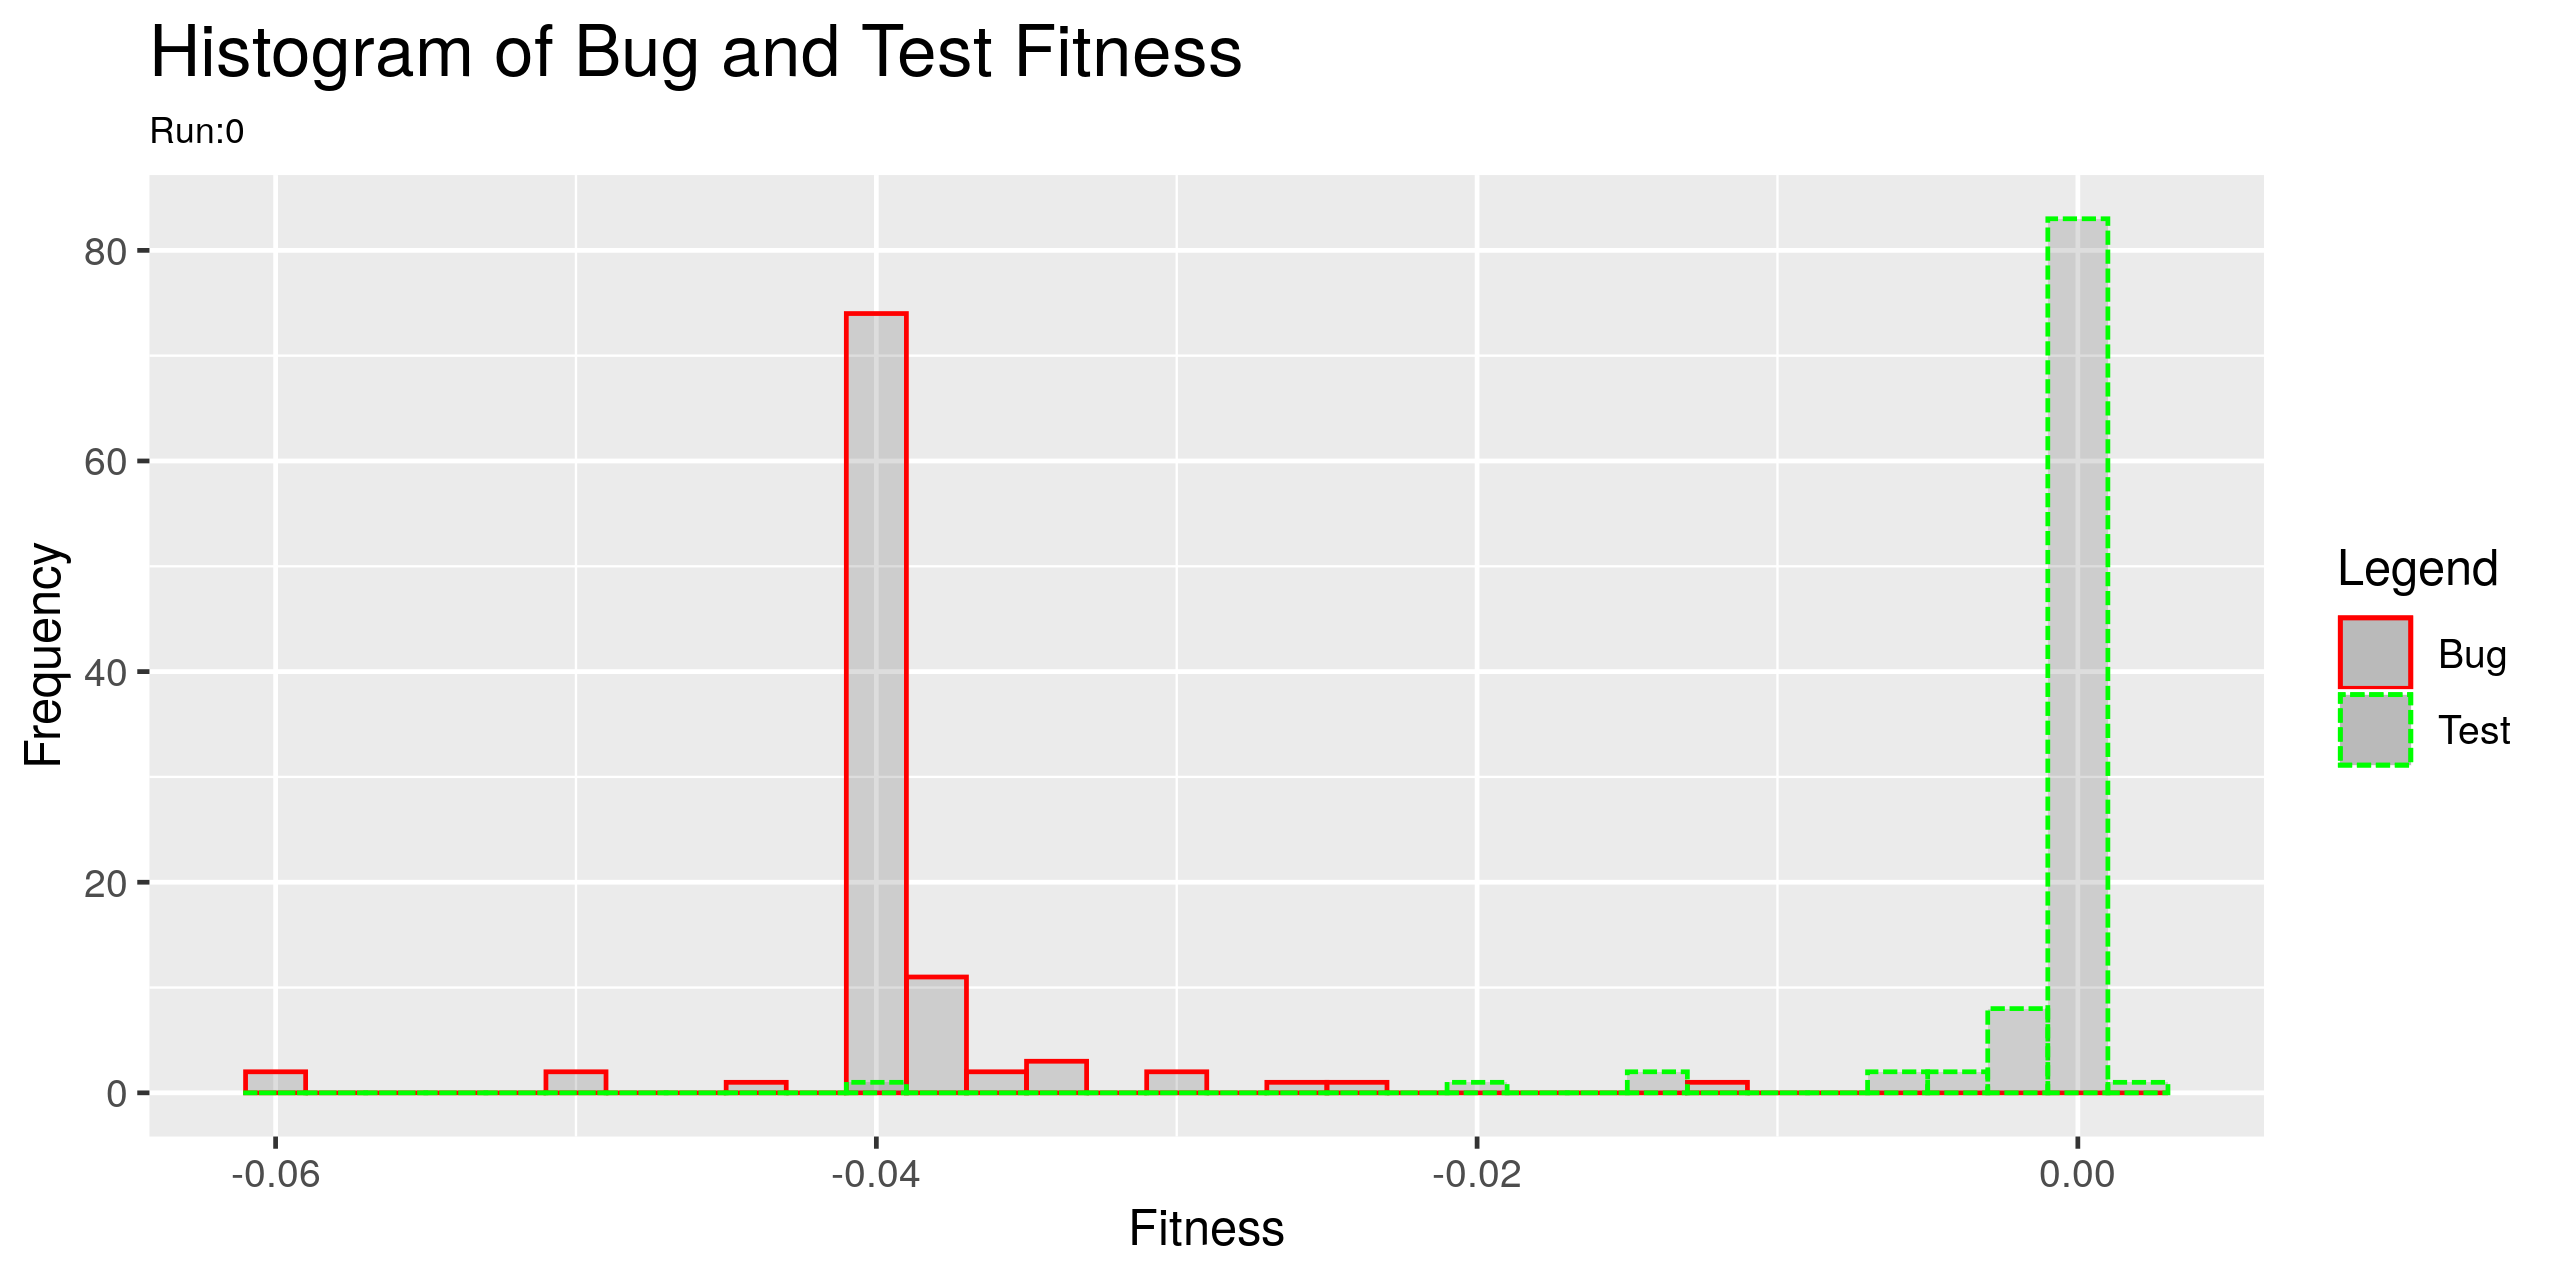 Histogram of Bug and Test Fitness
Run:0
80
60
40
20
0
Frequency
-0.06
-0.04
-0.02
0.00
Fitness
Legend
Bug
Test